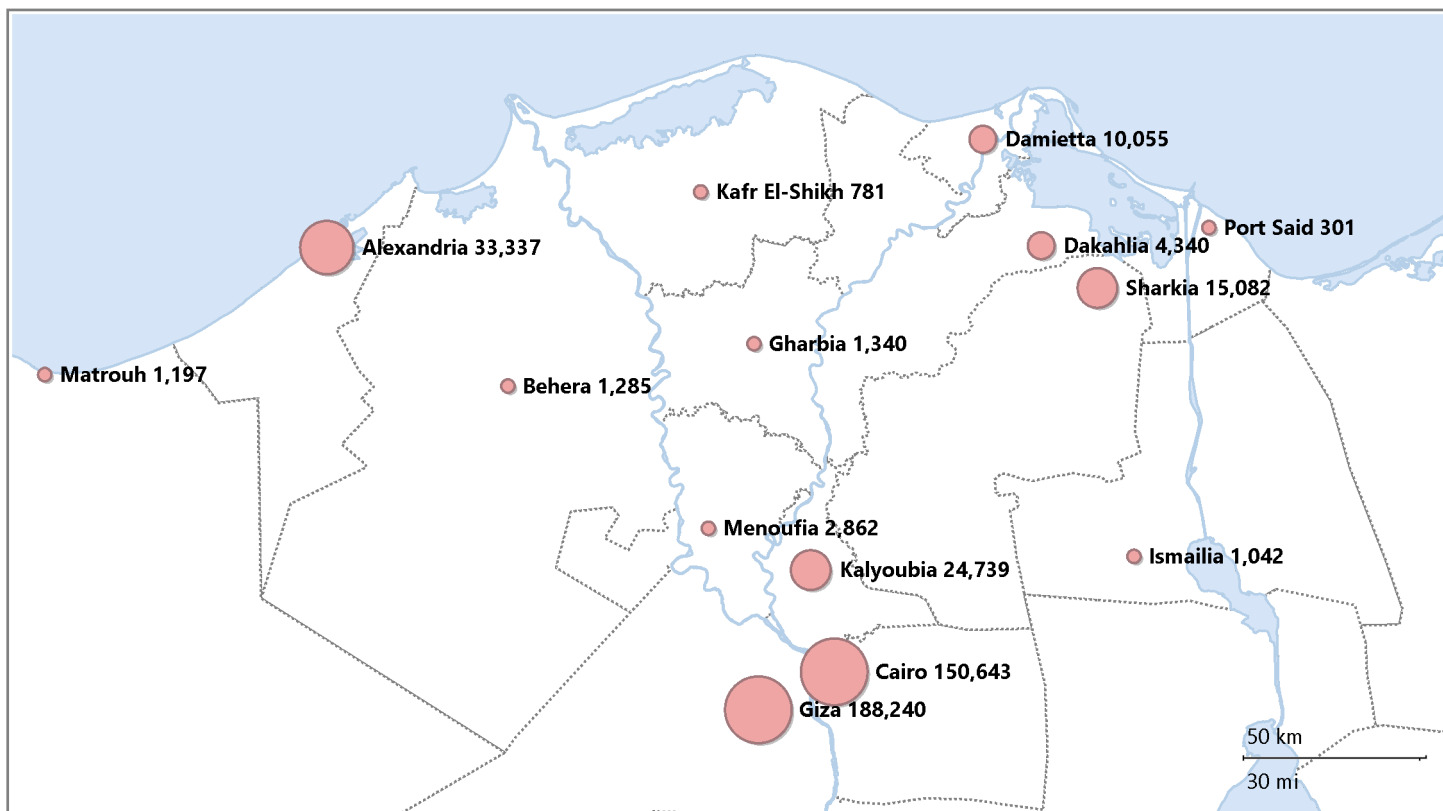 Damietta 10,055
Kafr El-Shikh 781
Port Said 301
Alexandria 33,337
Dakahlia 4,340
Sharkia 15,082
Gharbia 1,340
Matrouh 1,197
Behera 1,285
Menoufia 2,862
Ismailia 1,042
Kalyoubia 24,739
Cairo 150,643
Giza 188,240
50 km
30 mi